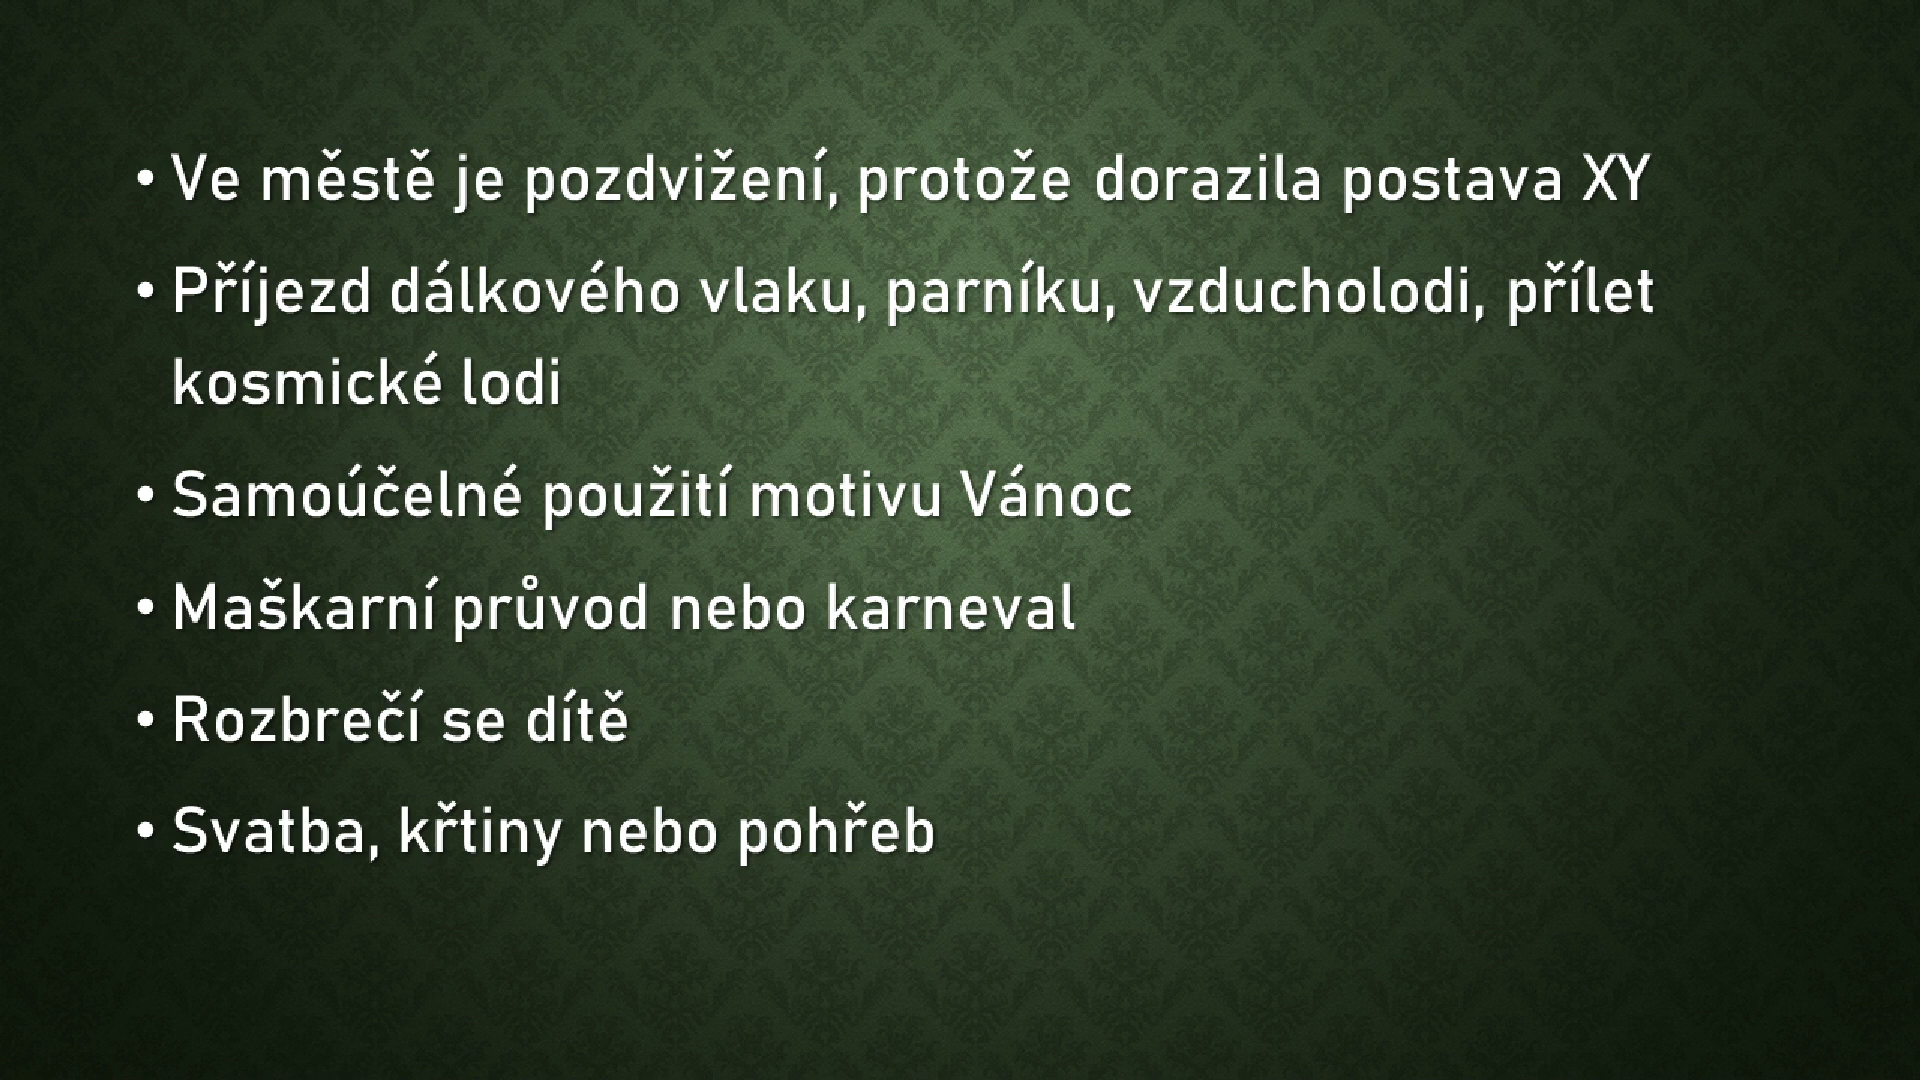 • Ve městě je pozdvižení, protože dorazila postava XY
• Příjezd dálkového vlaku, parníku, vzducholodi, přílet
kosmické lodi
• Samoúčelné použití motivu Vánoc
• Maškarní průvod nebo karneval
• Rozbrečí se dítě
• Svatba, křtiny nebo pohřeb